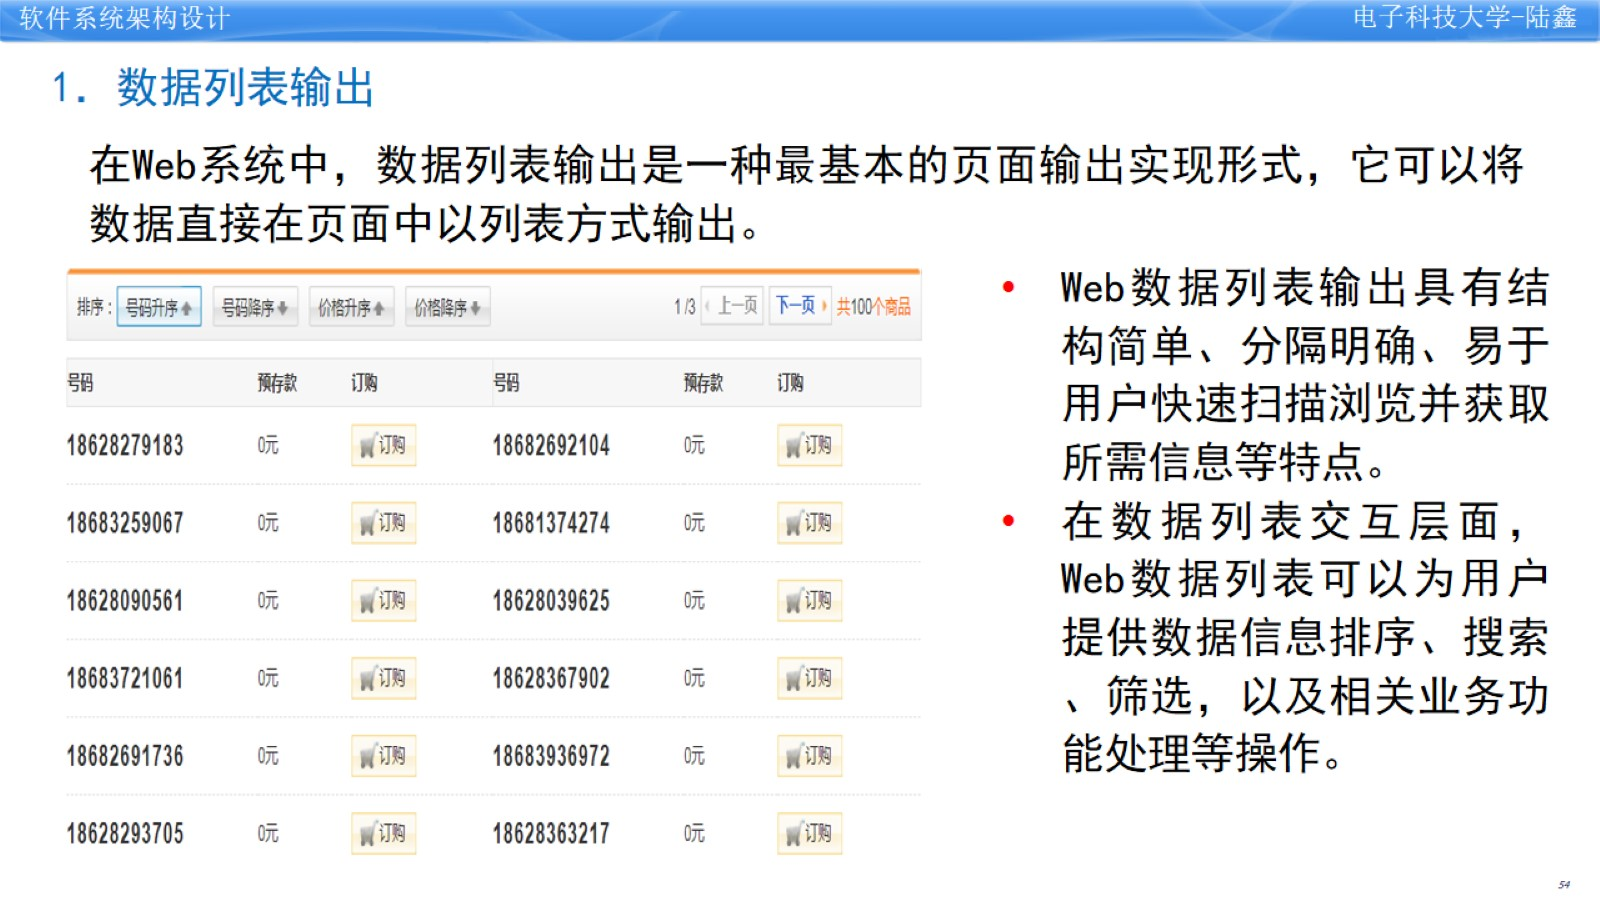 软件系统架构设计
电子科技大学-陆鑫
1. 数据列表输出
在Web系统中，数据列表输出是一种最基本的页面输出实现形式，它可以将
数据直接在页面中以列表方式输出。
排序: 号码升序 号码降序 价格升序 价格降序 1/3 上一页 下一页 共100个商品
号码 预存款 订购 号码 预存款 订购
18628279183 0元 订购 18682692104 0元 订购
18683259067 0元 订购 18681374274 0元 订购
18628090561 0元 订购 18628039625 0元 订购
18683721061 0元 订购 18628367902 0元 订购
18682691736 0元 订购 18683936972 0元 订购
18628293705 0元 订购 18628363217 0元 订购
• Web数据列表输出具有结
构简单、分隔明确、易于
用户快速扫描浏览并获取
所需信息等特点。
• 在数据列表交互层面，
Web数据列表可以为用户
提供数据信息排序、搜索
、筛选，以及相关业务功
能处理等操作。
54